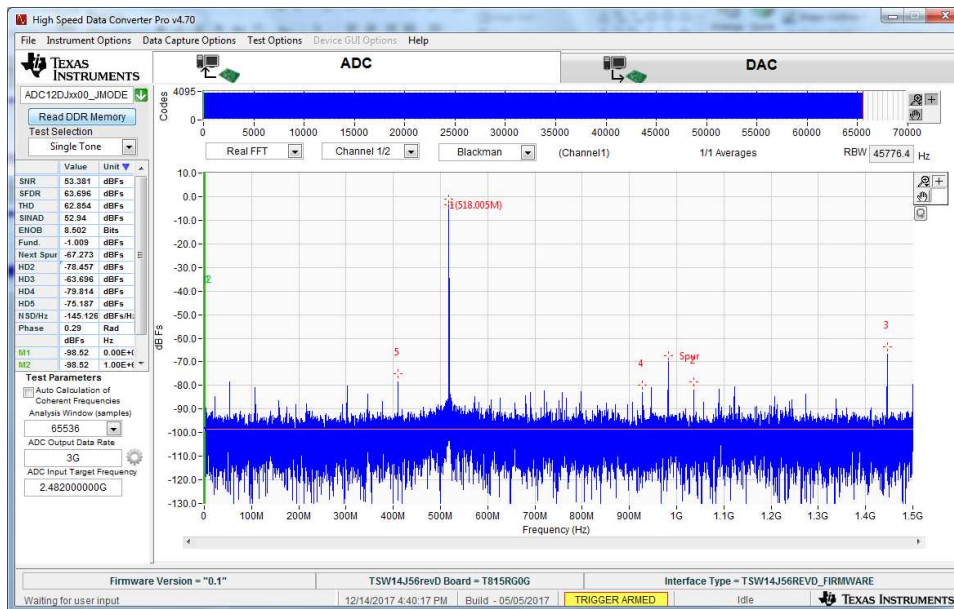 High Speed Data Converter Pro v4.70
File Instrument Options Data Capture Options Test Options Device GUI Options Help
TEXAS INSTRUMENTS
ADC
DAC
ADC12DJxx00_JMODE
Read DDR Memory
Test Selection
Single Tone
Value Unit
SNR 53.381 dBFs
SFDR 63.696 dBFs
THD 62.854 dBFs
SINAD 52.94 dBFs
ENOB 8.502 Bits
Fund. -1.009 dBFs
Next Spur -67.273 dBFs
HD2 -78.457 dBFs
HD3 -63.696 dBFs
HD4 -79.814 dBFs
HD5 -75.187 dBFs
NSD/Hz -145.126 dBFs/H
Phase 0.29 Rad
dBFs Hz
M1 -98.52 0.00E+
M2 -98.52 1.00E+
Test Parameters
Auto Calculation of
Coherent Frequencies
Analysis Window (samples)
65536
ADC Output Data Rate
3G
ADC Input Target Frequency
2.482000000G
Codes
4095
0
0 5000 10000 15000 20000 25000 30000 35000 40000 45000 50000 55000 60000 65000 70000
Real FFT Channel 1/2 Blackman (Channel1) 1/1 Averages RBW 45776.4 Hz
dBFs
10.0
0.0
-10.0
-20.0
-30.0
-40.0
-50.0
-60.0
-70.0
-80.0
-90.0
-100.0
-110.0
-120.0
-130.0
1(518.005M)
2
5
4
Spur
2
3
0 100M 200M 300M 400M 500M 600M 700M 800M 900M 1G 1.1G 1.2G 1.3G 1.4G 1.5G
Frequency (Hz)
Firmware Version = "0.1" TSW14J56revD Board = T815RG0G Interface Type = TSW14J56REVD_FIRMWARE
Waiting for user input 12/14/2017 4:40:17 PM Build - 05/05/2017 TRIGGER ARMED Idle TEXAS INSTRUMENTS